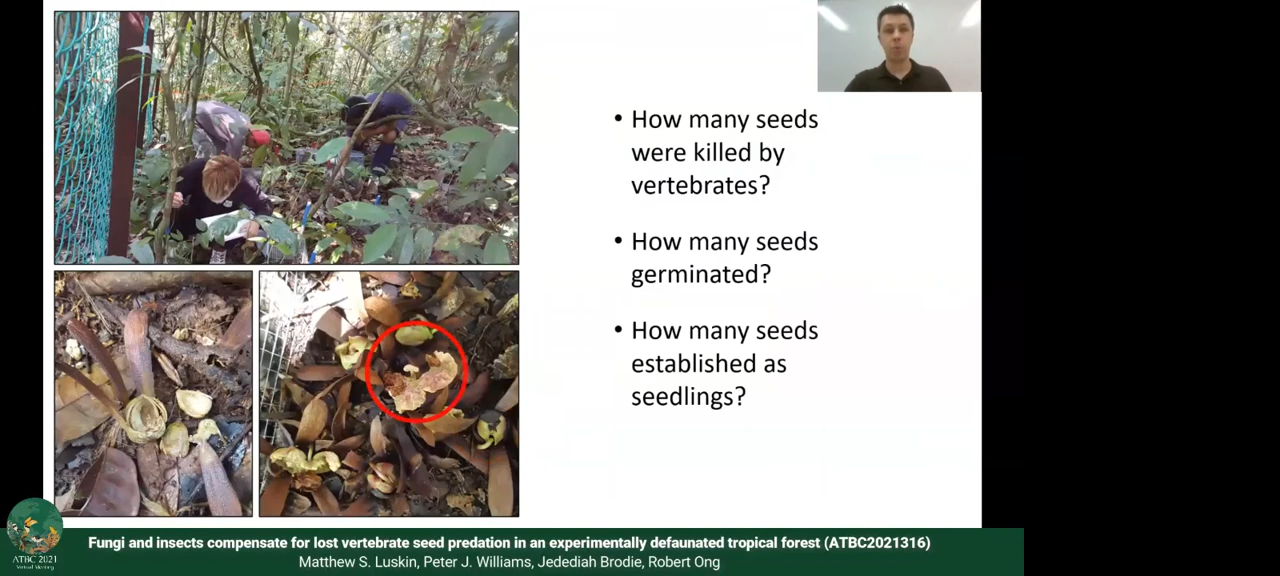 • How many seeds
were killed by
vertebrates?
• How many seeds
germinated?
• How many seeds
established as
seedlings?
ATBC 2021
Virtual Meeting
Fungi and insects compensate for lost vertebrate seed predation in an experimentally defaunated tropical forest (ATBC2021316)
Matthew S. Luskin, Peter J. Williams, Jedediah Brodie, Robert Ong